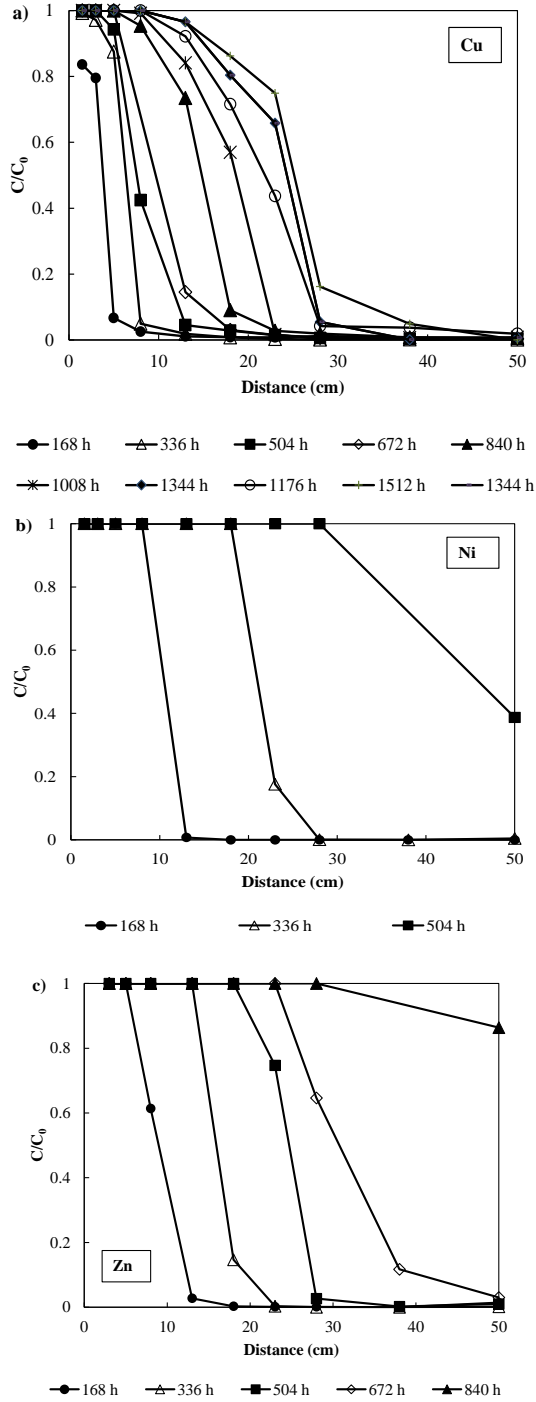 a)
Cu
C/C0
1
0.8
0.6
0.4
0.2
0
0 10 20 30 40 50
Distance (cm)
168 h 336 h 504 h 672 h 840 h
1008 h 1344 h 1176 h 1512 h 1344 h
b)
Ni
C/C0
1
0.8
0.6
0.4
0.2
0
0 10 20 30 40 50
Distance (cm)
168 h 336 h 504 h
c)
C/C0
1
0.8
0.6
0.4
0.2
0
Zn
0 10 20 30 40 50
Distance (cm)
168 h 336 h 504 h 672 h 840 h